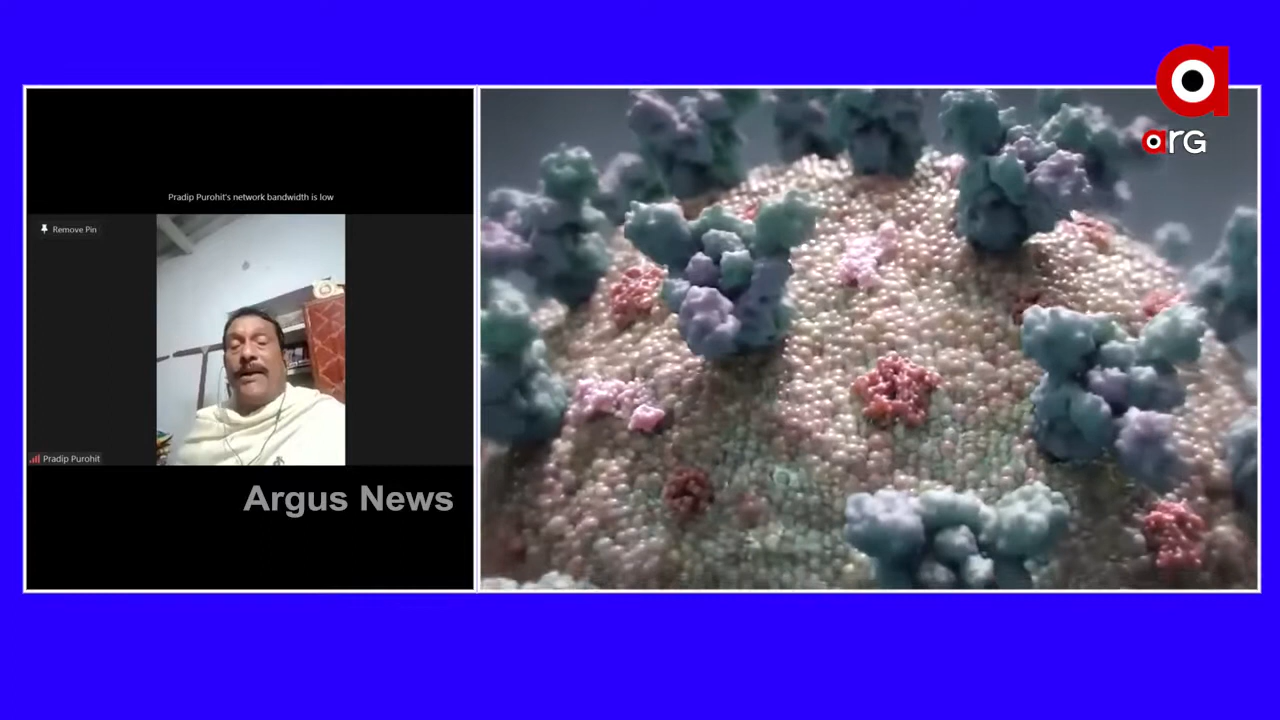 Pradip Purohit's network bandwidth is low
Remove Pin
Pradip Purohit
Argus News
arG